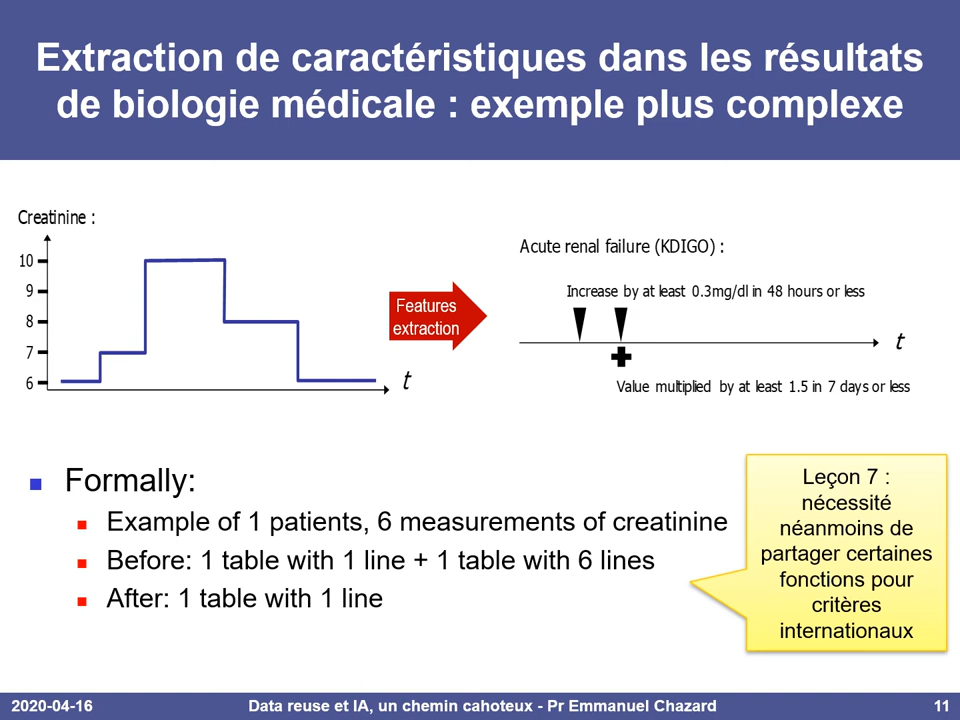 Extraction de caractéristiques dans les résultats
de biologie médicale : exemple plus complexe
Creatinine :
10
9
8
7
6
t
Features
extraction
Acute renal failure (KDIGO) :
Increase by at least 0.3mg/dl in 48 hours or less
t
Value multiplied by at least 1.5 in 7 days or less
Formally:
Example of 1 patients, 6 measurements of creatinine
Before: 1 table with 1 line + 1 table with 6 lines
After: 1 table with 1 line
Leçon 7 :
nécessité
néanmoins de
partager certaines
fonctions pour
critères
internationaux
2020-04-16
Data reuse et IA, un chemin cahoteux - Pr Emmanuel Chazard
11